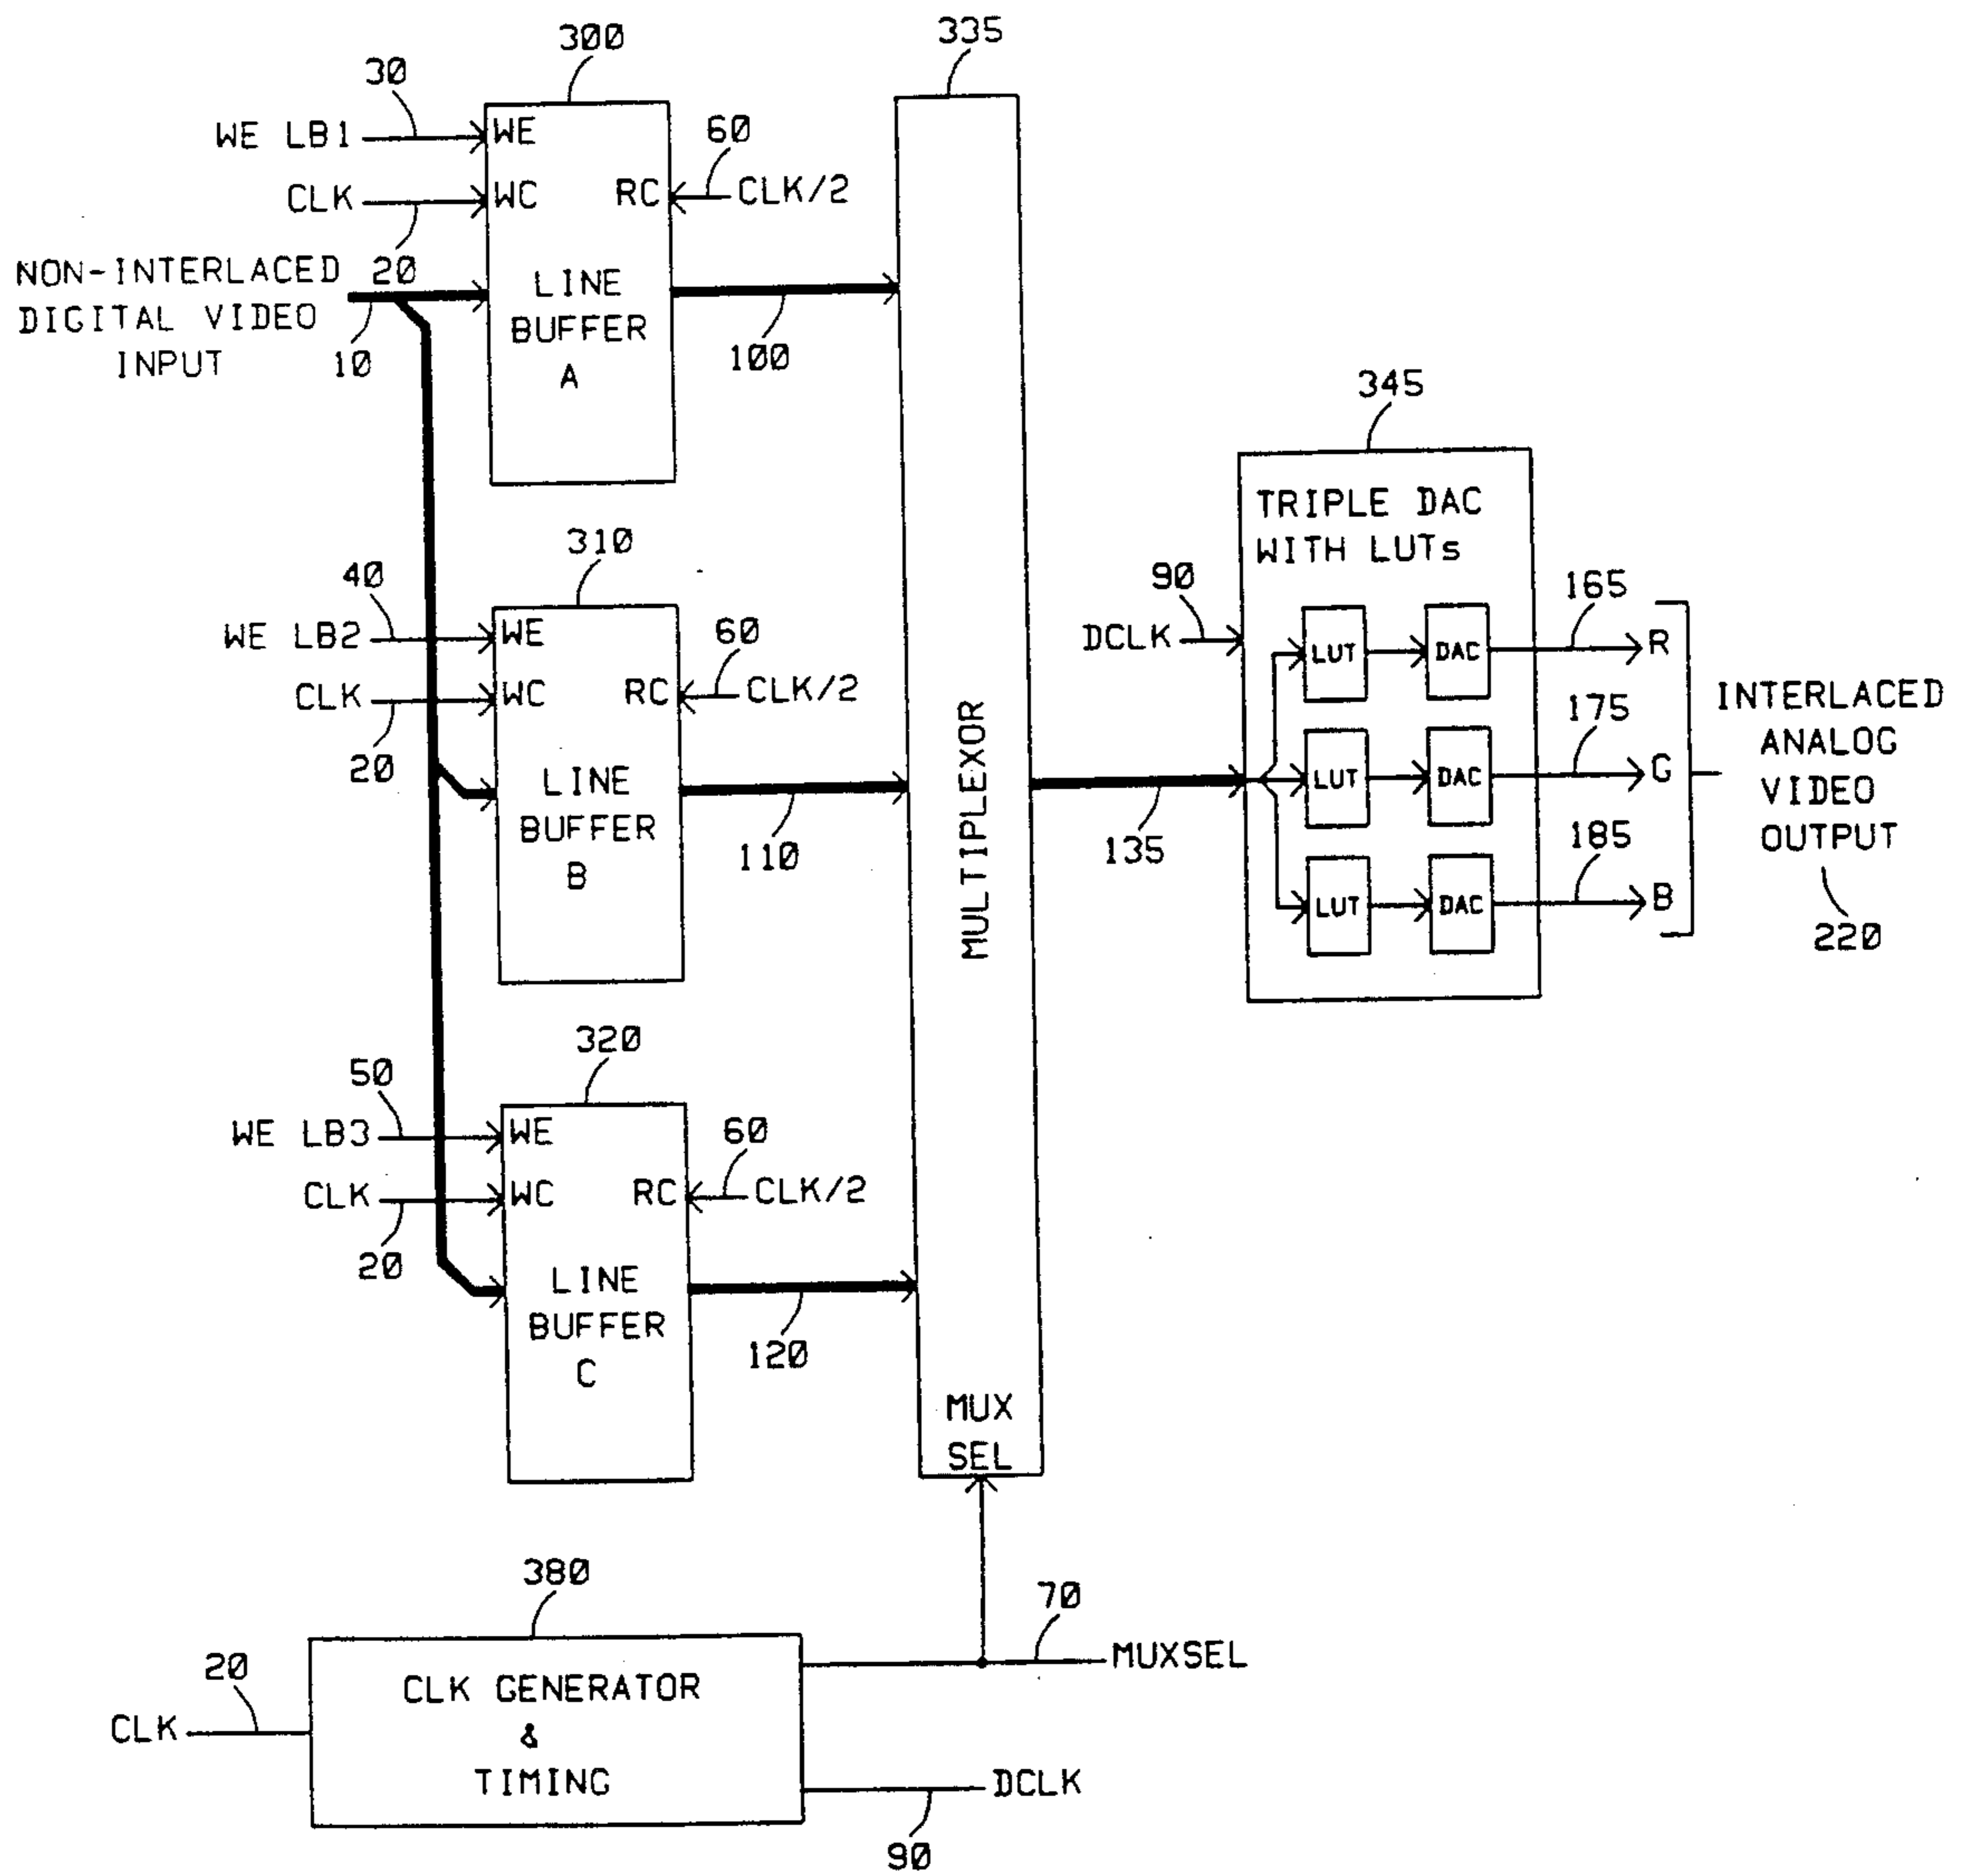 300
335
30
WE LB1
WE
60
CLK
WC
RC
CLK/2
20
NON-INTERLACED
DIGITAL VIDEO
INPUT
10
LINE
BUFFER
A
100
345
TRIPLE DAC
WITH LUTs
310
40
WE LB2
WE
60
CLK
WC
RC
CLK/2
20
LINE
BUFFER
B
110
MULTIPLEXOR
135
90
DCLK
LUT
DAC
165
R
LUT
DAC
175
G
LUT
DAC
185
B
INTERLACED
ANALOG
VIDEO
OUTPUT
220
320
50
WE LB3
WE
60
CLK
WC
RC
CLK/2
20
LINE
BUFFER
C
120
MUX
SEL
380
70
MUXSEL
20
CLK
CLK GENERATOR
&
TIMING
DCLK
90